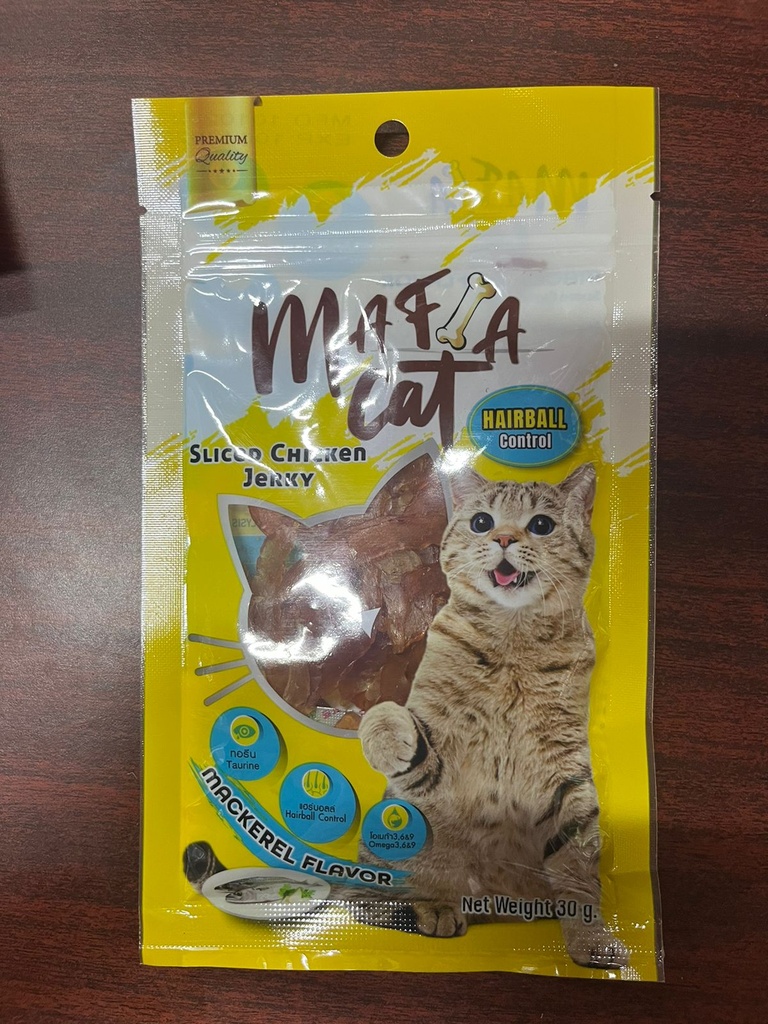 PREMIUM
Quality
MAFIA
cat
HAIRBALL
Control
SLICED CHICKEN
JERKY
ทอรีน
Taurine
แฮร์บอลล์
Hairball Control
โอเมก้า3,6&9
Omega3,6&9
MACKEREL FLAVOR
Net Weight 30 g.